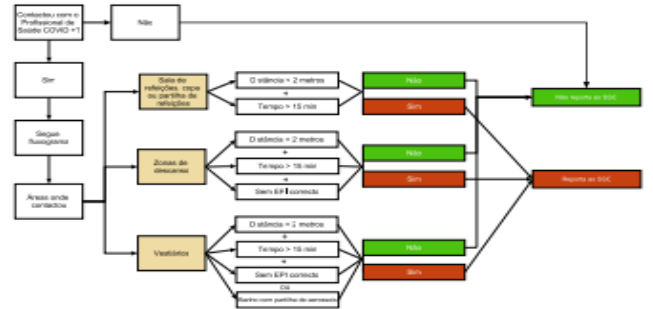 Contactou com o
Profissional de
Saúde COVID +?
Não
Sim
Segue
fluxograma
Áreas onde
contactou
Sala de
refeições, copa
ou partilha de
refeições
Distância < 2 metros
+
Tempo > 15 min
Não
Sim
Zonas de
descanso
Distância < 2 metros
+
Tempo > 15 min
+
Sem EPI correcto
Não
Sim
Vestiários
Distância < 2 metros
+
Tempo > 15 min
+
Sem EPI correcto
OU
Banho com partilha de aerossóis
Não
Sim
Não reporta ao SOC
Reporta ao SOC